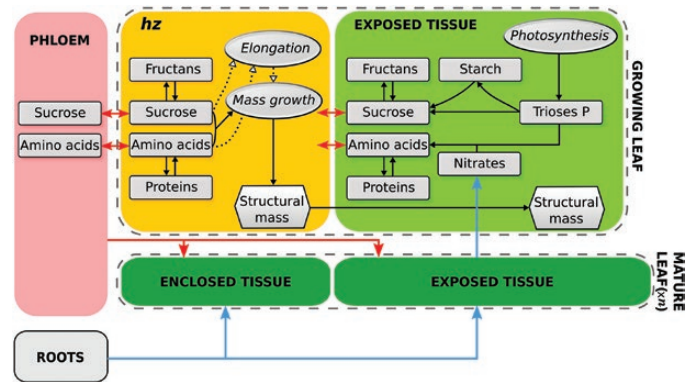 PHLOEM
Sucrose
Amino acids
hz
Elongation
Fructans
Mass growth
Sucrose
Amino acids
Proteins
Structural
mass
EXPOSED TISSUE
Photosynthesis
Fructans
Starch
Sucrose
Trioses P
Amino acids
Nitrates
Proteins
Structural
mass
GROWING LEAF
ENCLOSED TISSUE
EXPOSED TISSUE
MATURE
LEAF(xn)
ROOTS